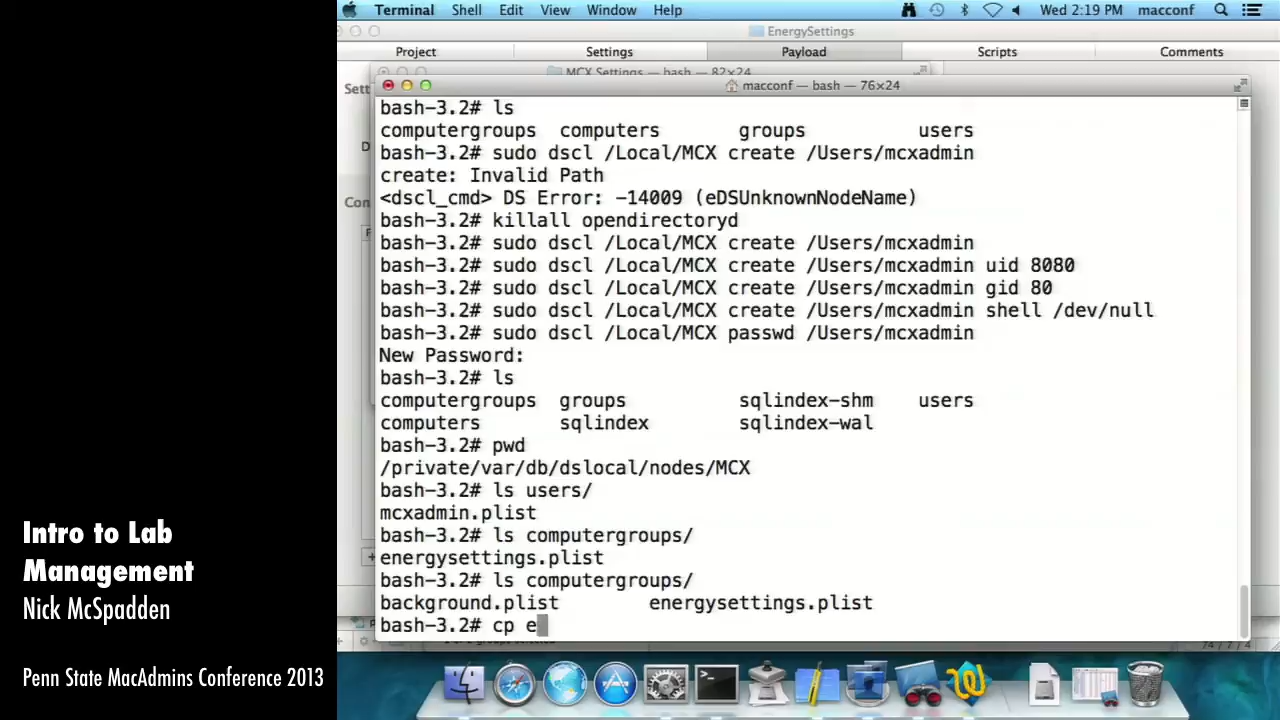 Terminal Shell Edit View Window Help Wed 2:19 PM macconf
EnergySettings
Project Settings Payload Scripts Comments
MCX Settings — bash — 82×24
Sett
macconf — bash — 76×24
bash-3.2# ls
computergroups computers groups users
bash-3.2# sudo dscl /Local/MCX create /Users/mcxadmin
create: Invalid Path
<dscl_cmd> DS Error: -14009 (eDSUnknownNodeName)
bash-3.2# killall opendirectoryd
bash-3.2# sudo dscl /Local/MCX create /Users/mcxadmin
bash-3.2# sudo dscl /Local/MCX create /Users/mcxadmin uid 8080
bash-3.2# sudo dscl /Local/MCX create /Users/mcxadmin gid 80
bash-3.2# sudo dscl /Local/MCX create /Users/mcxadmin shell /dev/null
bash-3.2# sudo dscl /Local/MCX passwd /Users/mcxadmin
New Password:
bash-3.2# ls
computergroups groups sqlindex-shm users
computers sqlindex sqlindex-wal
bash-3.2# pwd
/private/var/db/dslocal/nodes/MCX
bash-3.2# ls users/
mcxadmin.plist
bash-3.2# ls computergroups/
energysettings.plist
bash-3.2# ls computergroups/
background.plist energysettings.plist
bash-3.2# cp e
Con
Intro to Lab
Management
Nick McSpadden
Penn State MacAdmins Conference 2013